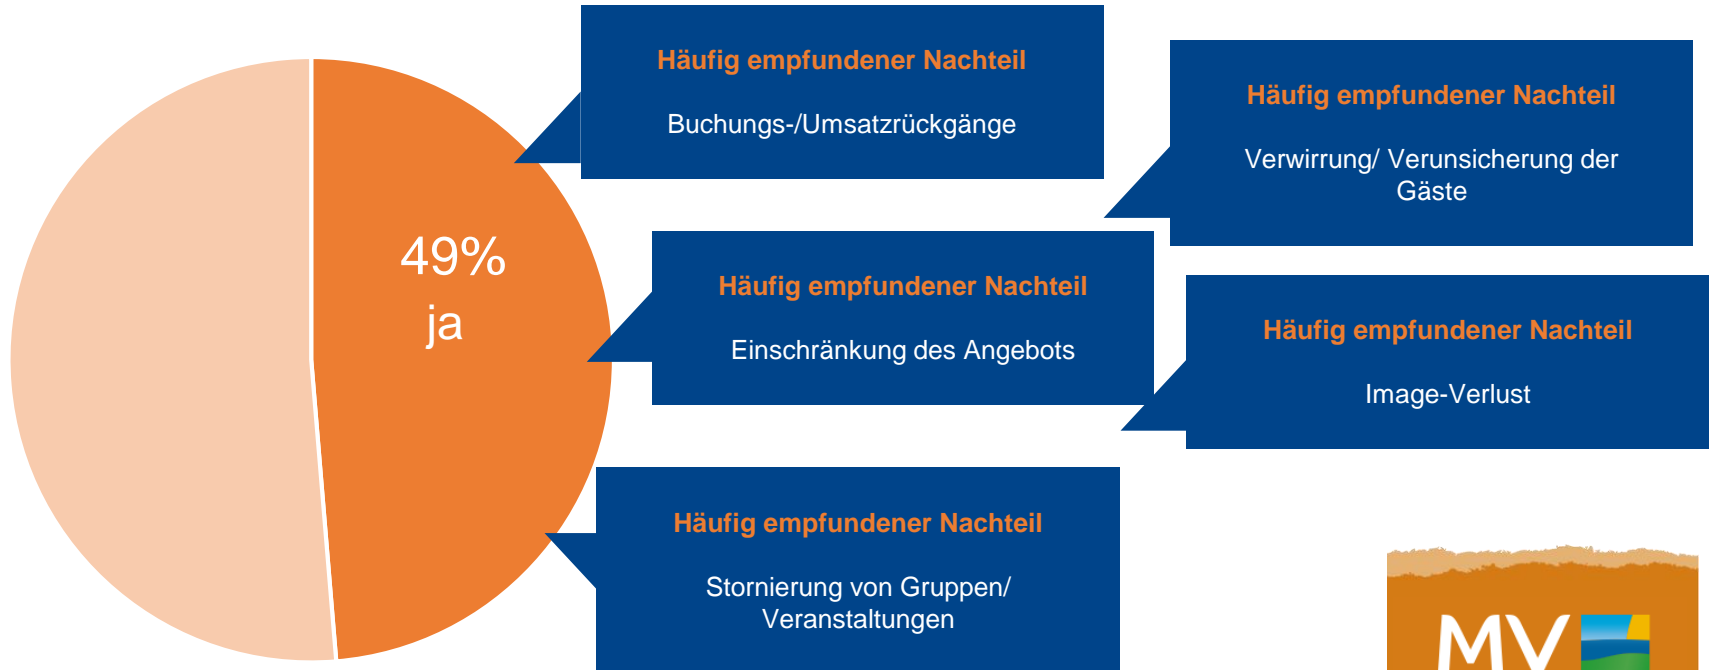 49%
ja
Häufig empfundener Nachteil
Buchungs-/Umsatzrückgänge
Häufig empfundener Nachteil
Verwirrung/ Verunsicherung der
Gäste
Häufig empfundener Nachteil
Einschränkung des Angebots
Häufig empfundener Nachteil
Image-Verlust
Häufig empfundener Nachteil
Stornierung von Gruppen/
Veranstaltungen
MV